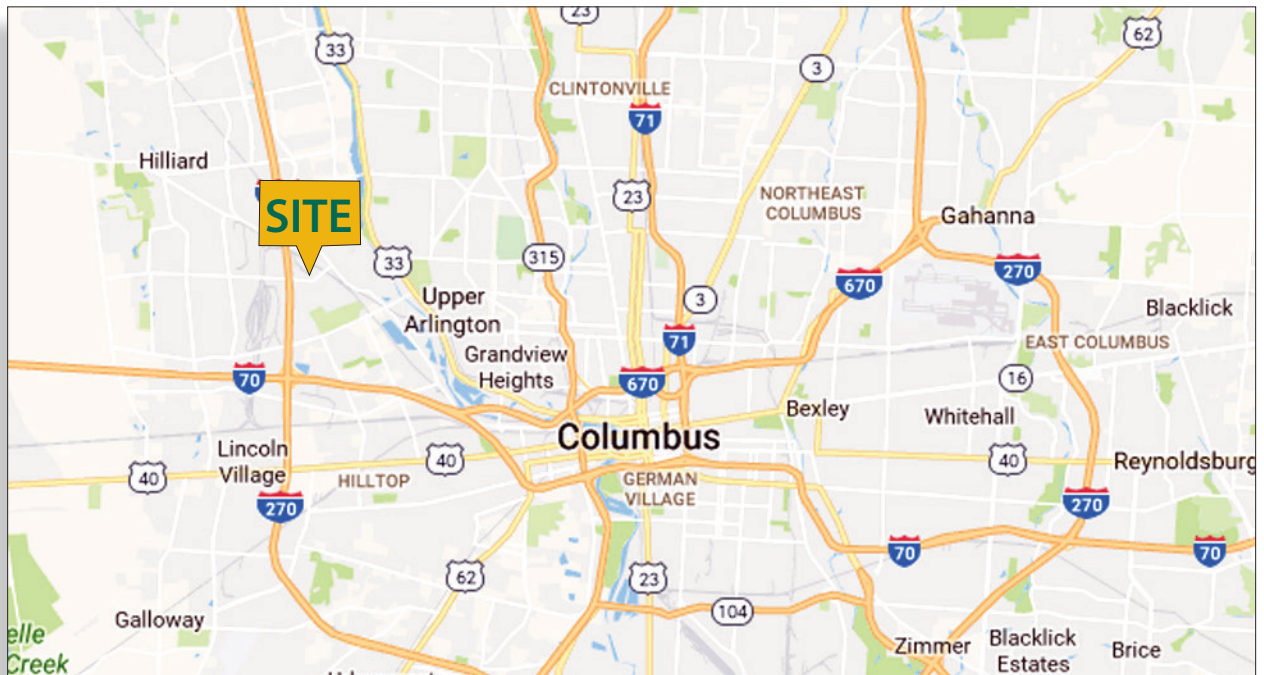 23
33
62
3
CLINTONVILLE
71
Hilliard
23
NORTHEAST
COLUMBUS
SITE
Gahanna
315
33
670
270
3
Upper
Arlington
Blacklick
71
EAST COLUMBUS
Grandview
Heights
70
670
16
Bexley
Whitehall
Columbus
Lincoln
Village
40
40
40
Reynoldsburg
HILLTOP
GERMAN
VILLAGE
270
270
70
70
62
23
104
Galloway
elle
Creek
Zimmer
Blacklick
Estates
Brice